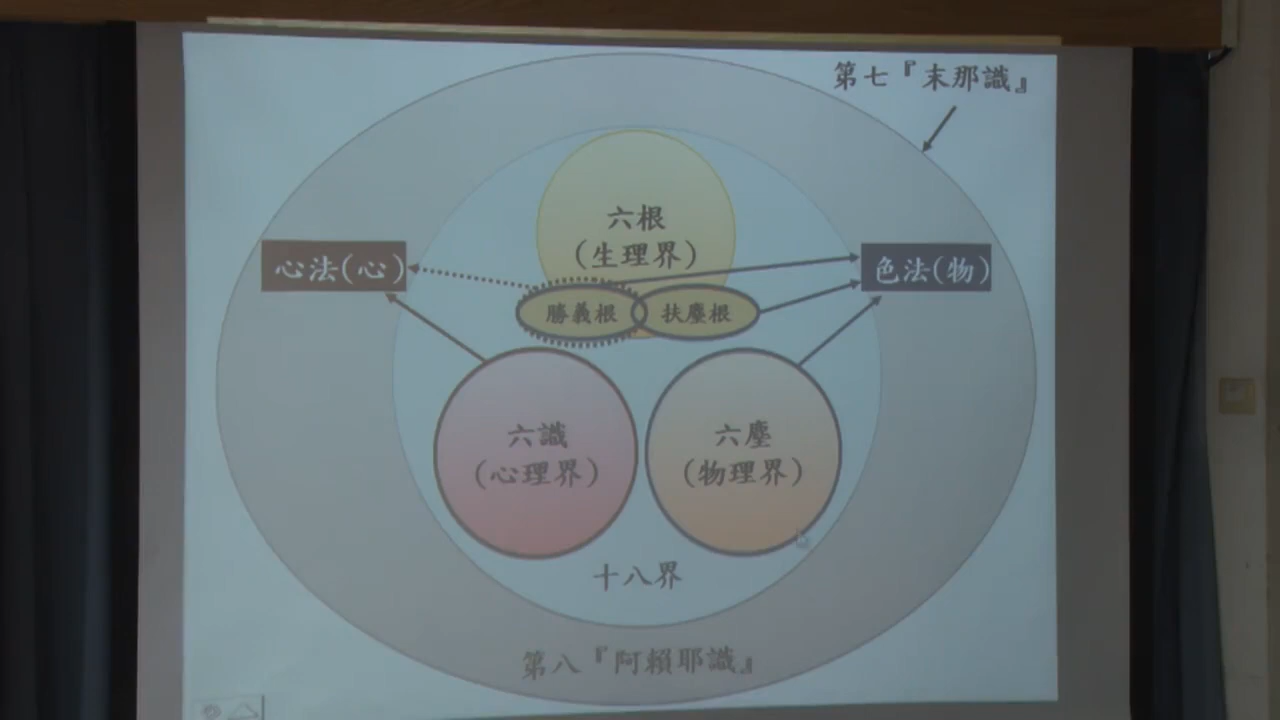 第七『末那識』
六根
(生理界)
心法(心)
色法(物)
勝義根
扶塵根
六識
(心理界)
六塵
(物理界)
十八界
第八『阿賴耶識』